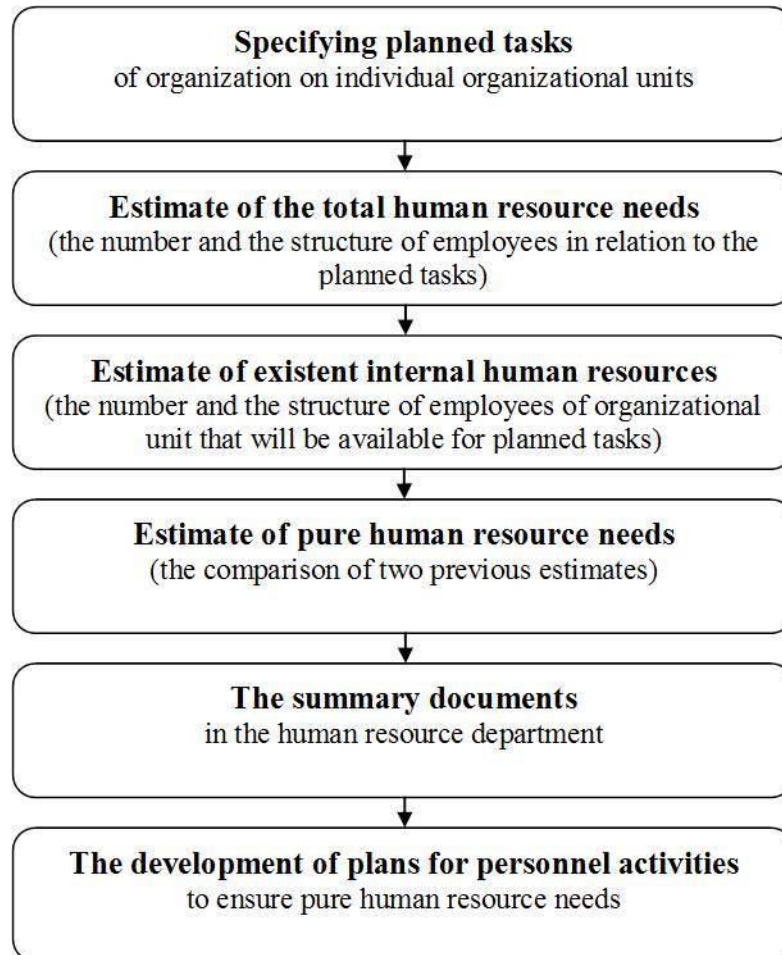 Specifying planned tasks
of organization on individual organizational units
Estimate of the total human resource needs
(the number and the structure of employees in relation to the
planned tasks)
Estimate of existent internal human resources
(the number and the structure of employees of organizational
unit that will be available for planned tasks)
Estimate of pure human resource needs
(the comparison of two previous estimates)
The summary documents
in the human resource department
The development of plans for personnel activities
to ensure pure human resource needs